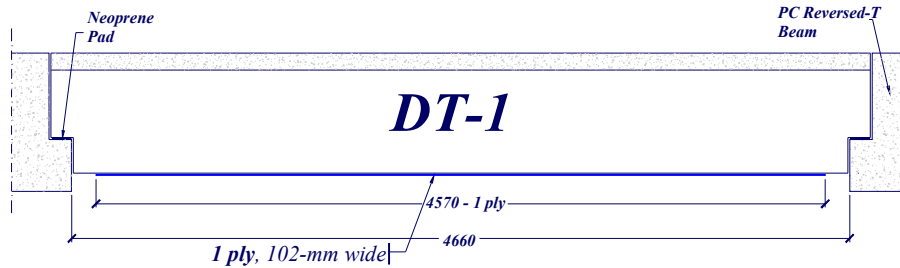 Neoprene
Pad
PC Reversed-T
Beam
DT-1
4570 - 1 ply
4660
1 ply, 102-mm wide